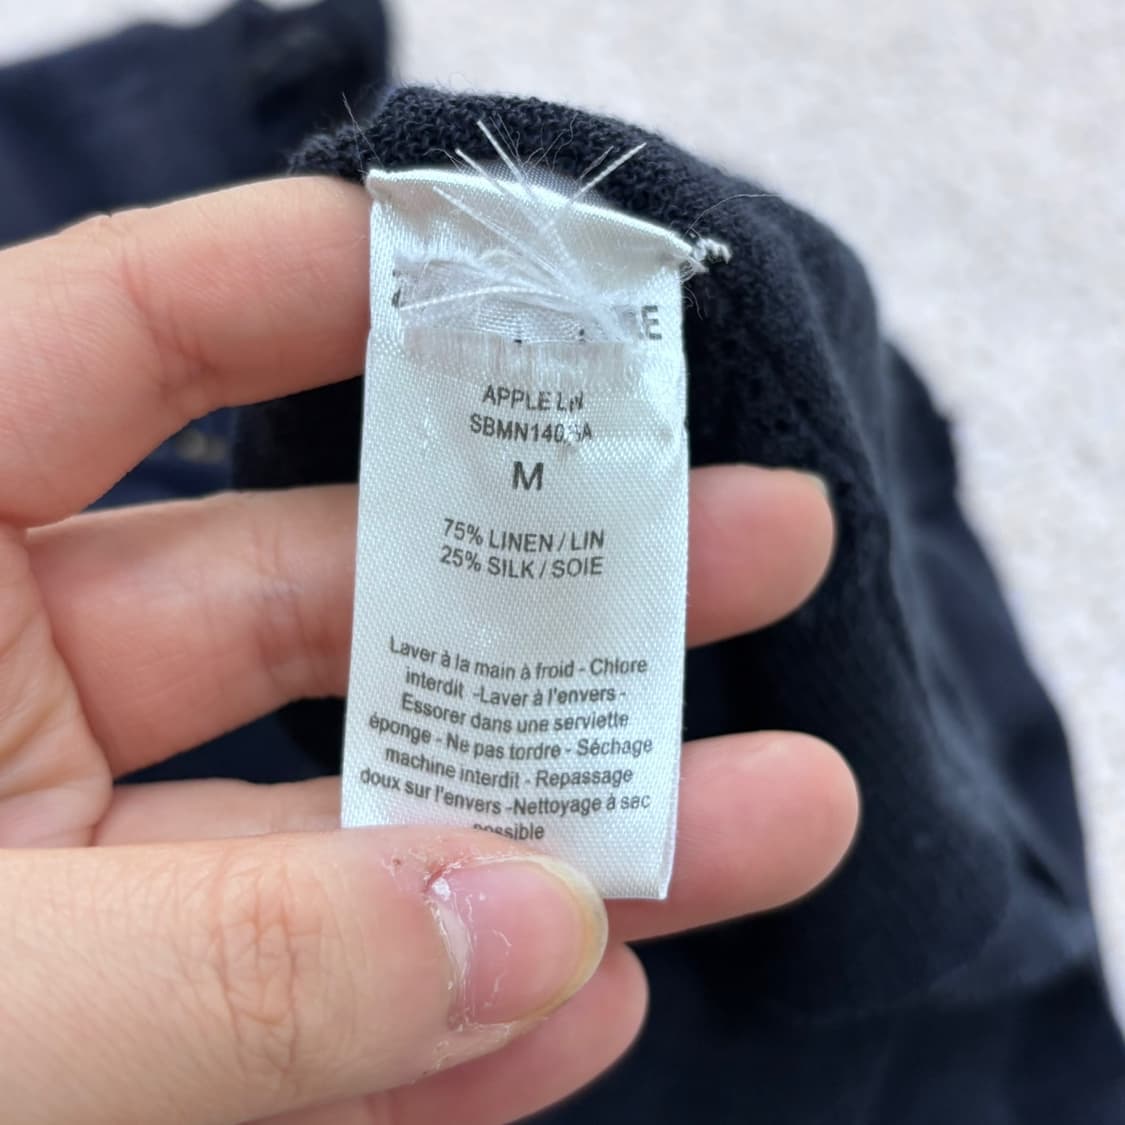 APPLE LIN
M
75% LINEN / LIN
25% SILK / SOIE
Laver à la main à froid - Chlore
interdit -Laver à l'envers -
Essorer dans une serviette
éponge - Ne pas tordre - Séchage
machine interdit - Repassage
doux sur l'envers -Nettoyage à sec
possible